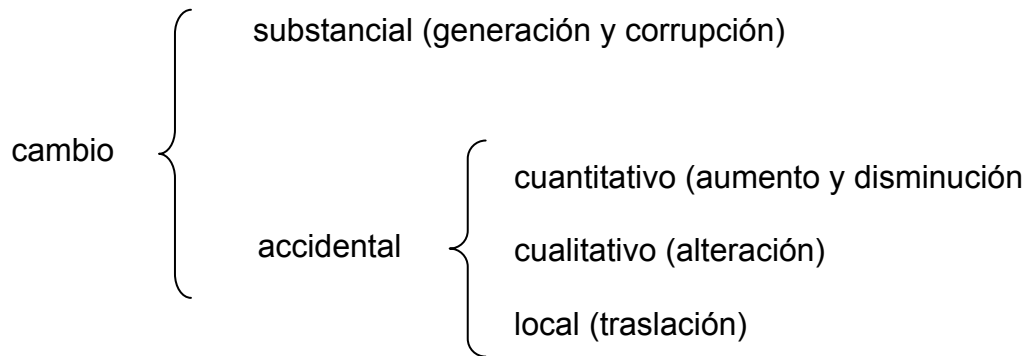 substancial (generación y corrupción)
cambio
cuantitativo (aumento y disminución
accidental
cualitativo (alteración)
local (traslación)